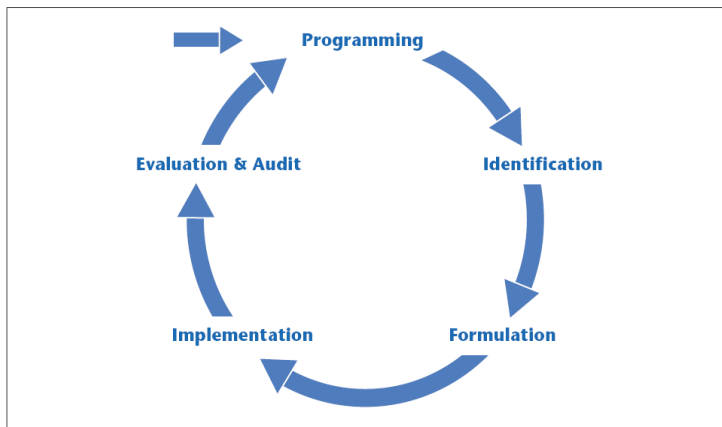 Programming
Identification
Formulation
Implementation
Evaluation & Audit